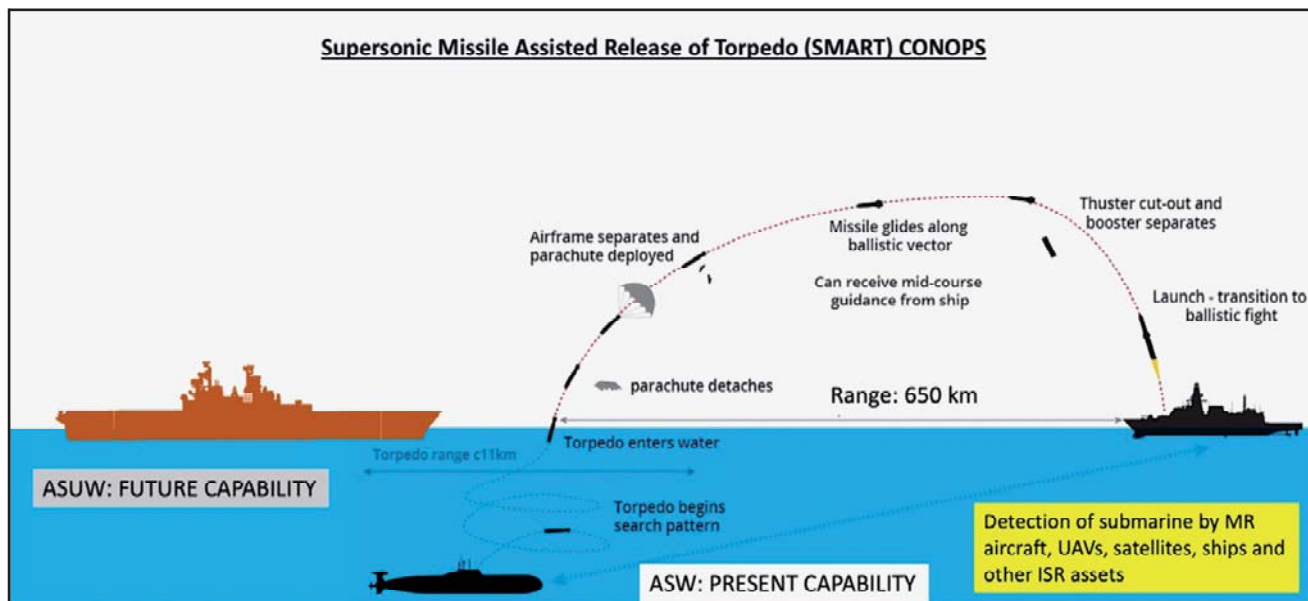 Supersonic Missile Assisted Release of Torpedo (SMART) CONOPS
Thuster cut-out and
booster separates
Missile glides along
ballistic vector
Airframe separates and
parachute deployed
Can receive mid-course
guidance from ship
Launch - transition to
ballistic fight
parachute detaches
Range: 650 km
Torpedo enters water
Torpedo range c11km
ASUW: FUTURE CAPABILITY
Torpedo begins
search pattern
Detection of submarine by MR
aircraft, UAVs, satellites, ships and
other ISR assets
ASW: PRESENT CAPABILITY